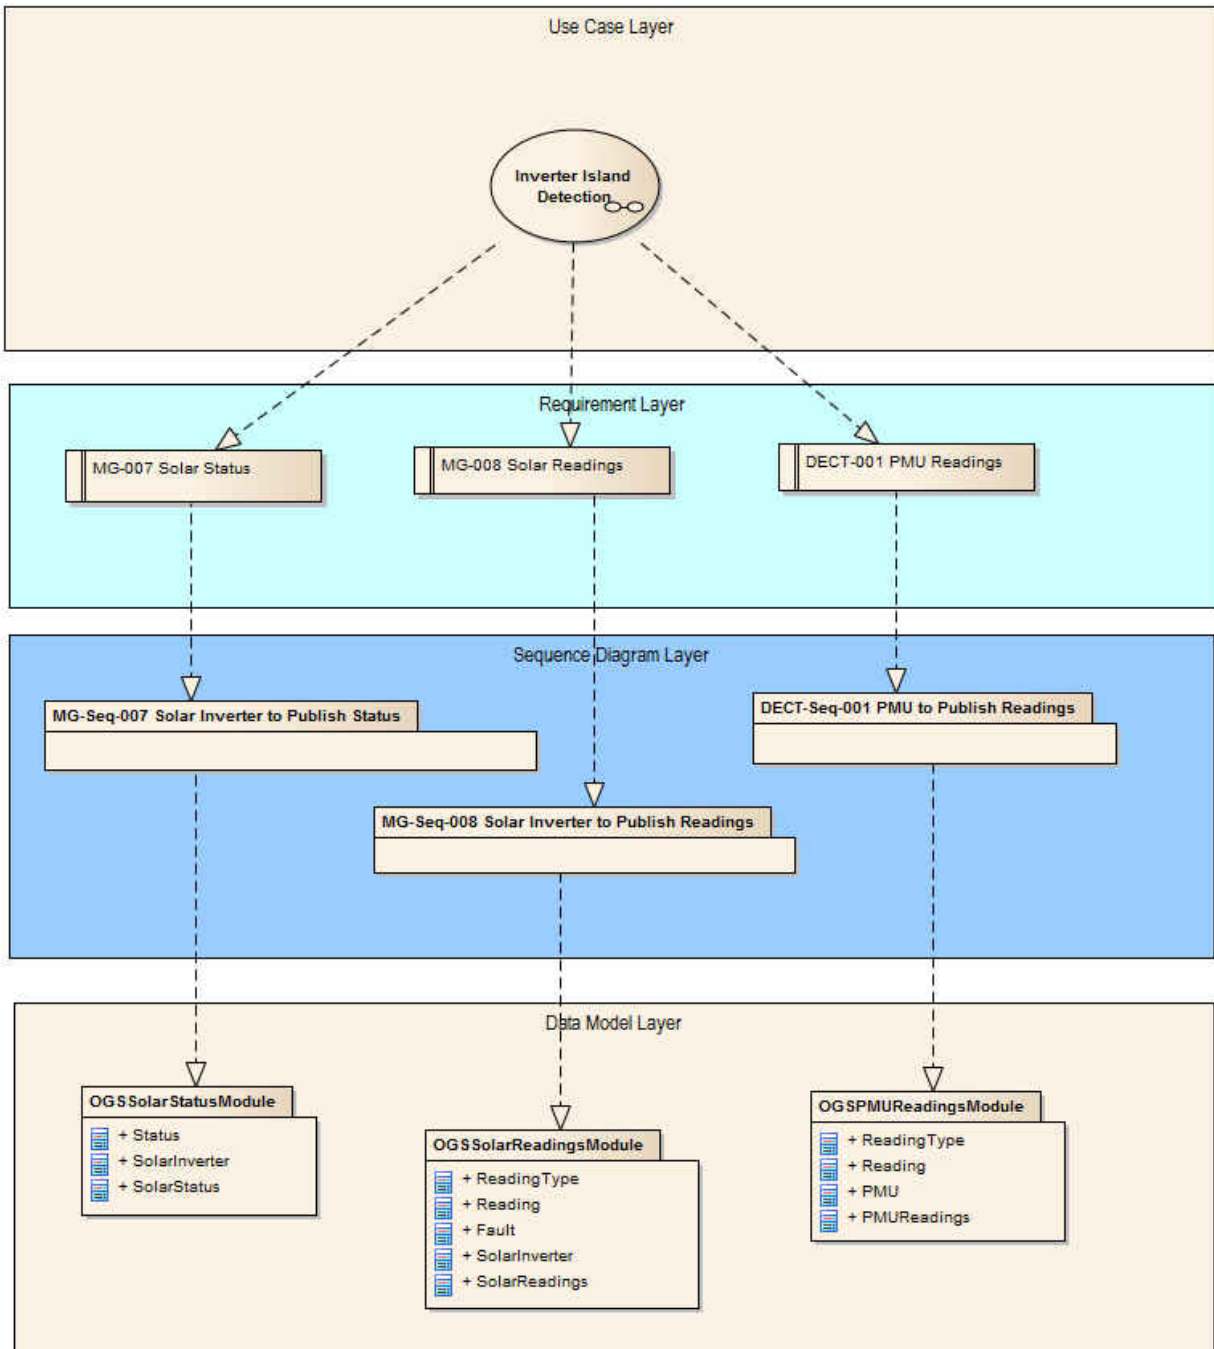 Use Case Layer
Inverter Island
Detection
Requirement Layer
MG-007 Solar Status
MG-008 Solar Readings
DECT-001 PMU Readings
Sequence Diagram Layer
MG-Seq-007 Solar Inverter to Publish Status
DECT-Seq-001 PMU to Publish Readings
MG-Seq-008 Solar Inverter to Publish Readings
Data Model Layer
OGSSolarStatusModule
+ Status
+ SolarInverter
+ SolarStatus
OGSSolarReadingsModule
+ ReadingType
+ Reading
+ Fault
+ SolarInverter
+ SolarReadings
OGSPMUReadingsModule
+ ReadingType
+ Reading
+ PMU
+ PMUReadings